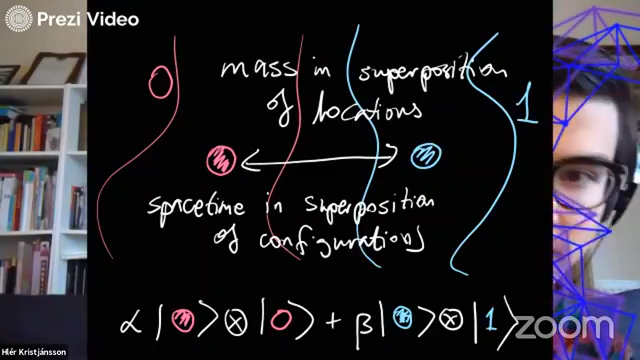 Prezi Video
0
mass in superposition
of locations
1
spacetime in superposition
of configurations
α|●>⊗|0>+β|●>⊗|1>
zoom
Hlér Kristjánsson